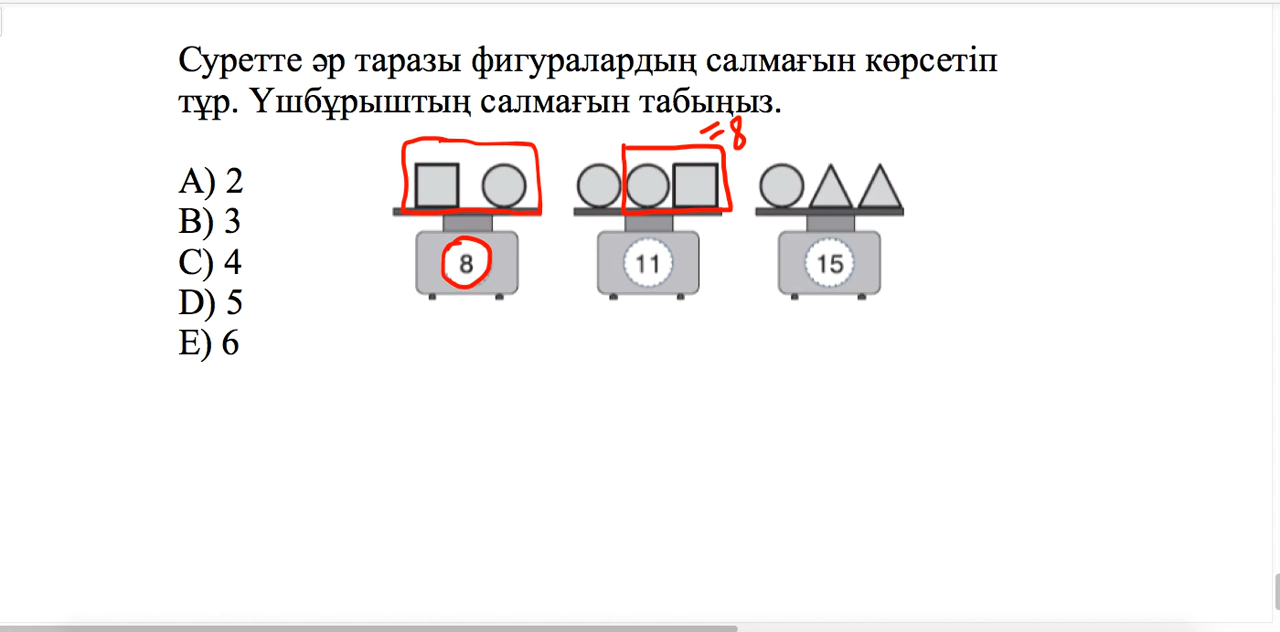 Суретте әр таразы фигуралардың салмағын көрсетіп
тұр. Үшбұрыштың салмағын табыңыз.
=8
A) 2
B) 3
C) 4
D) 5
E) 6
8
11
15